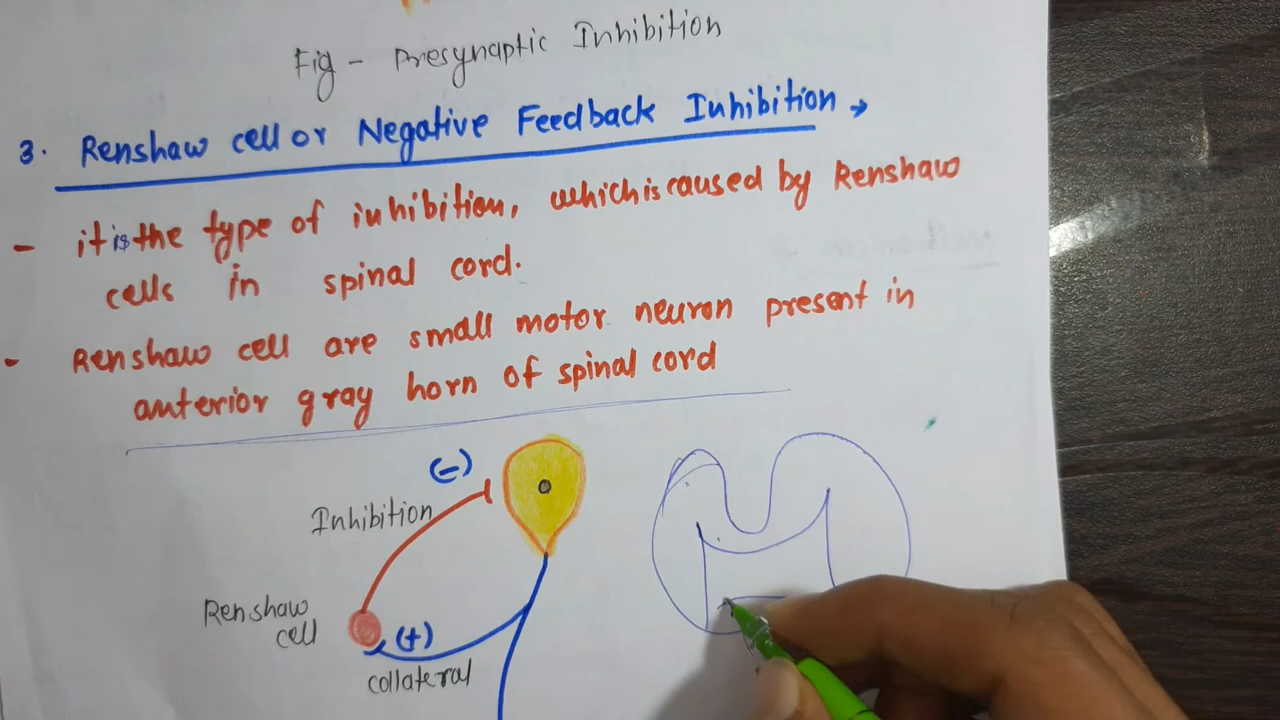 Fig - Presynaptic Inhibition
3. Renshaw cell or Negative Feedback Inhibition →
- it is the type of inhibition, which is caused by Renshaw
cells in spinal cord.
- Renshaw cell are small motor neuron present in
anterior gray horn of spinal cord
(-)
Inhibition
Renshaw
cell
(+)
collateral